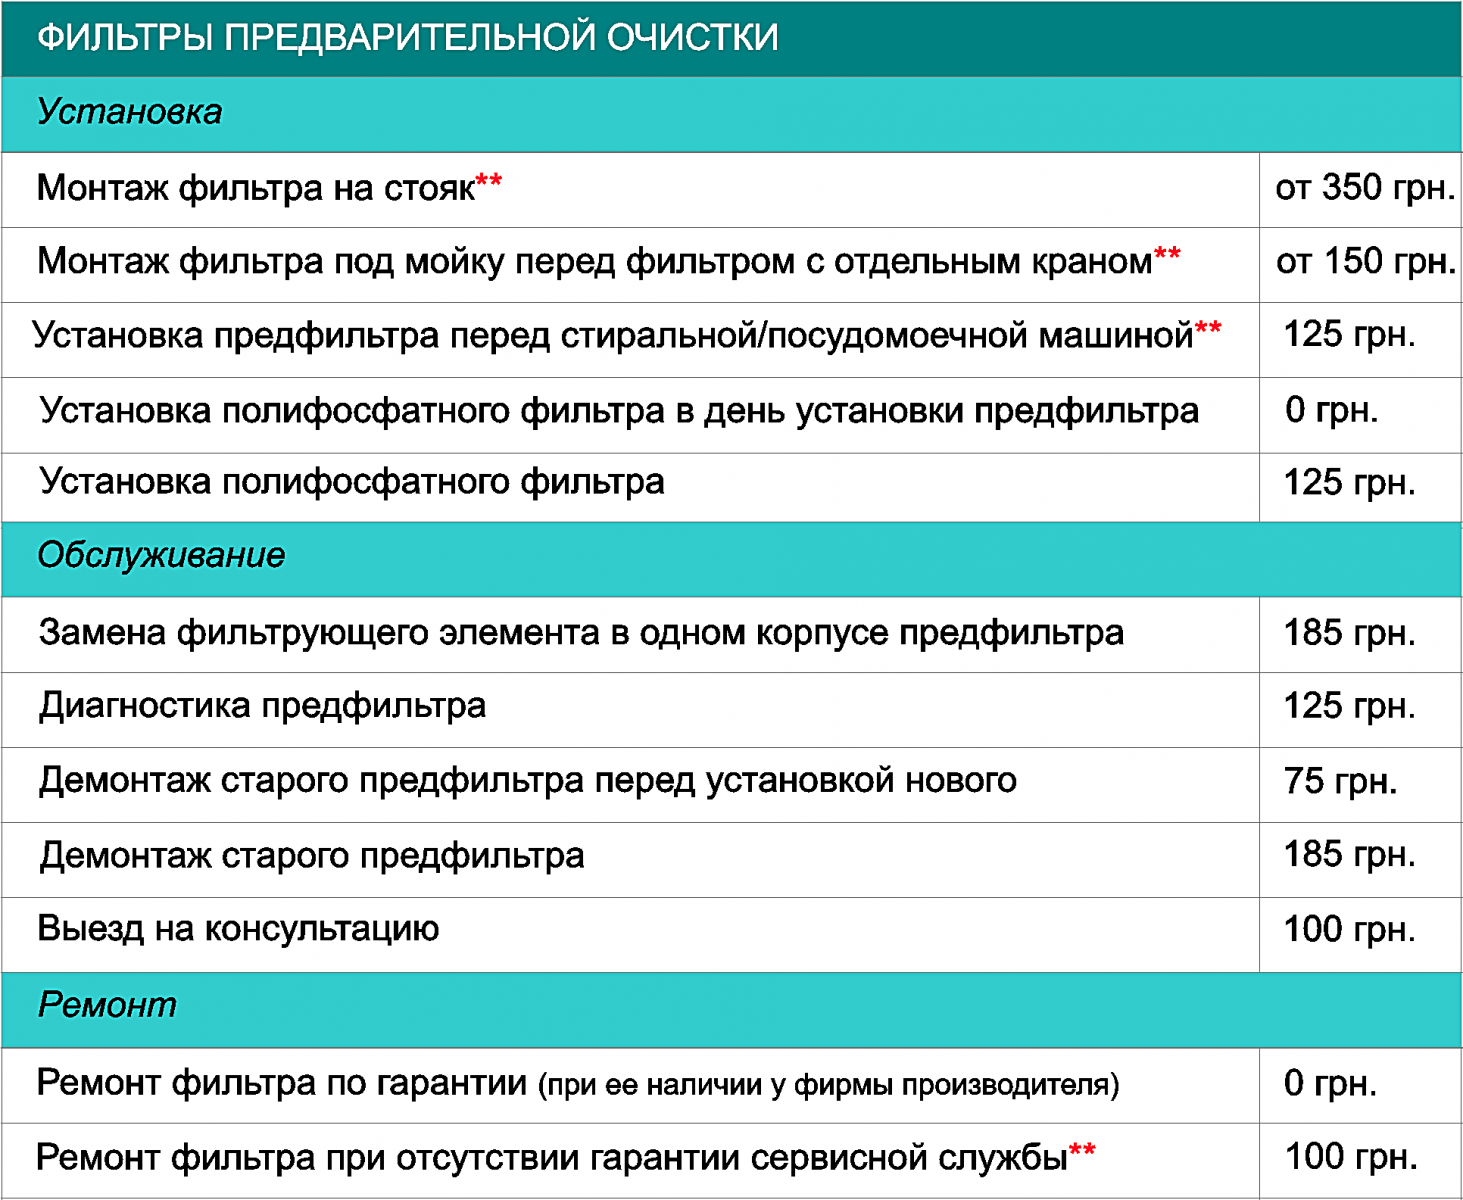 ФИЛЬТРЫ ПРЕДВАРИТЕЛЬНОЙ ОЧИСТКИ
Установка
Монтаж фильтра на стояк** от 350 грн.
Монтаж фильтра под мойку перед фильтром с отдельным краном** от 150 грн.
Установка предфильтра перед стиральной/посудомоечной машиной** 125 грн.
Установка полифосфатного фильтра в день установки предфильтра 0 грн.
Установка полифосфатного фильтра 125 грн.
Обслуживание
Замена фильтрующего элемента в одном корпусе предфильтра 185 грн.
Диагностика предфильтра 125 грн.
Демонтаж старого предфильтра перед установкой нового 75 грн.
Демонтаж старого предфильтра 185 грн.
Выезд на консультацию 100 грн.
Ремонт
Ремонт фильтра по гарантии (при ее наличии у фирмы производителя) 0 грн.
Ремонт фильтра при отсутствии гарантии сервисной службы** 100 грн.